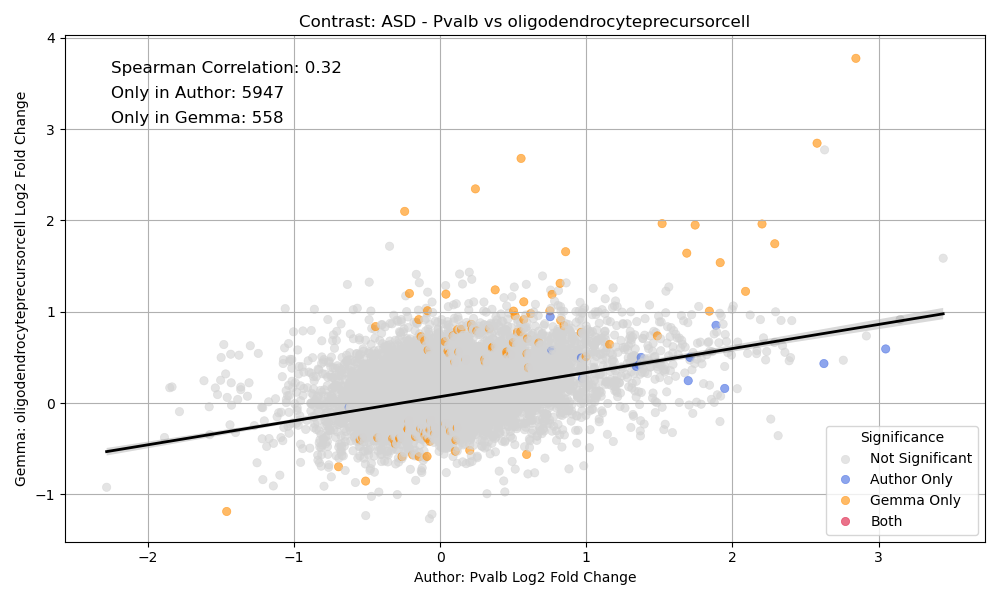 Contrast: ASD - Pvalb vs oligodendrocyteprecursorcell
Spearman Correlation: 0.32
Only in Author: 5947
Only in Gemma: 558
Gemma: oligodendrocyteprecursorcell Log2 Fold Change
4
3
2
1
0
−1
−2
−1
0
1
2
3
Author: Pvalb Log2 Fold Change
Significance
Not Significant
Author Only
Gemma Only
Both